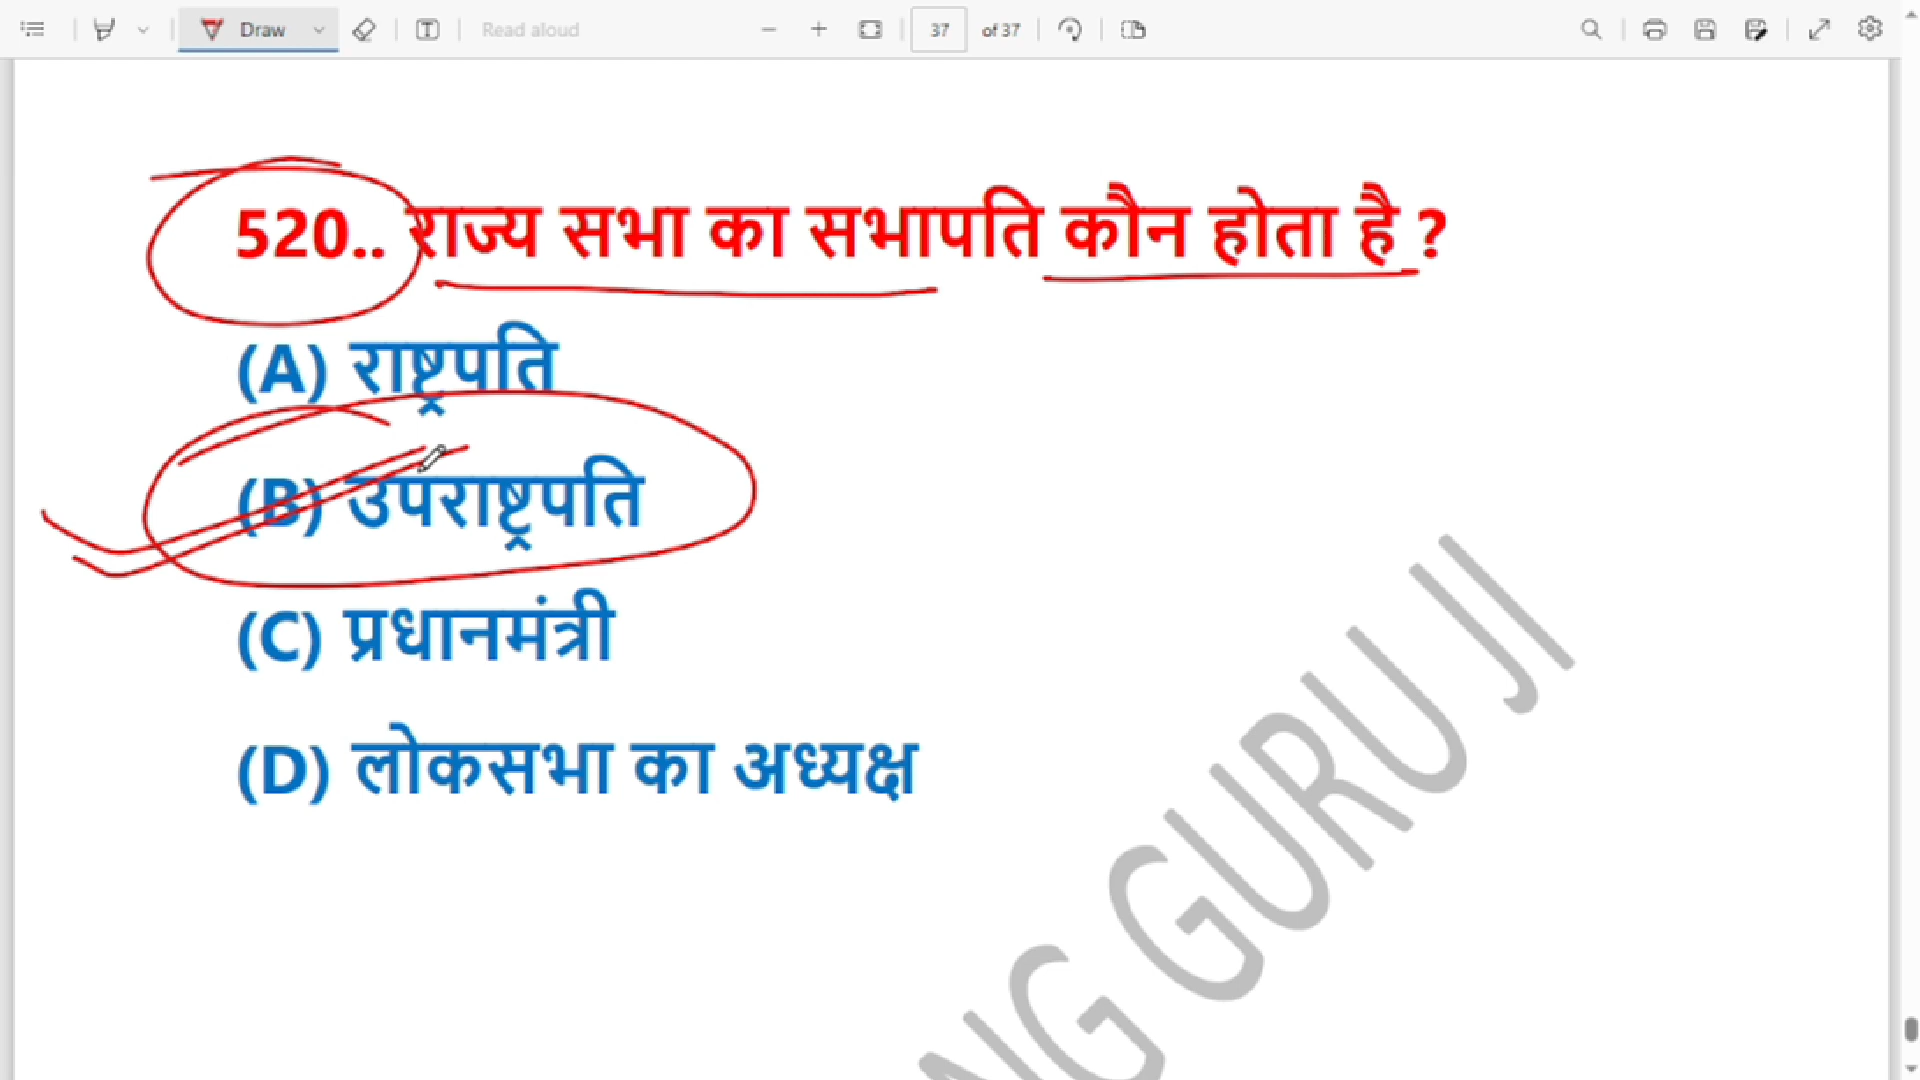 Draw
Read aloud
37 of 37
520.. राज्य सभा का सभापति कौन होता है ?
(A) राष्ट्रपति
(B) उपराष्ट्रपति
(C) प्रधानमंत्री
(D) लोकसभा का अध्यक्ष
GURU JI